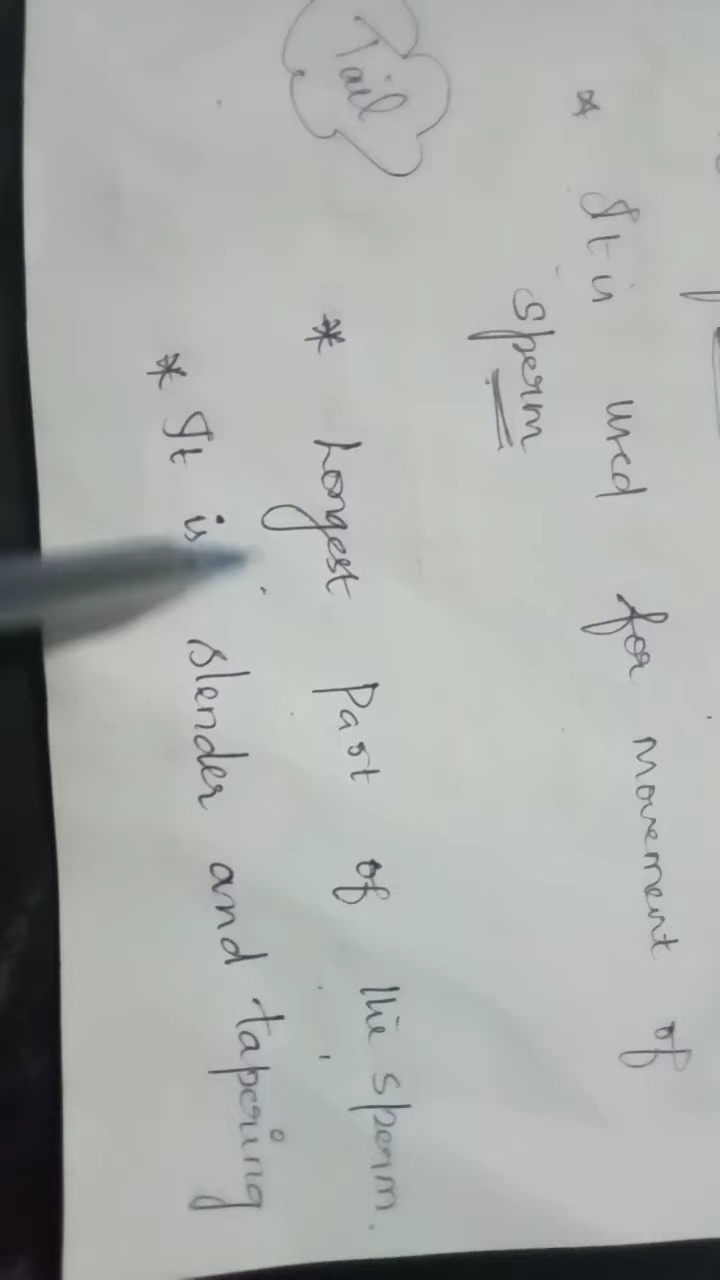 * It is used for movement of
sperm
Tail
* Longest Part of the sperm.
* It is slender and tapering